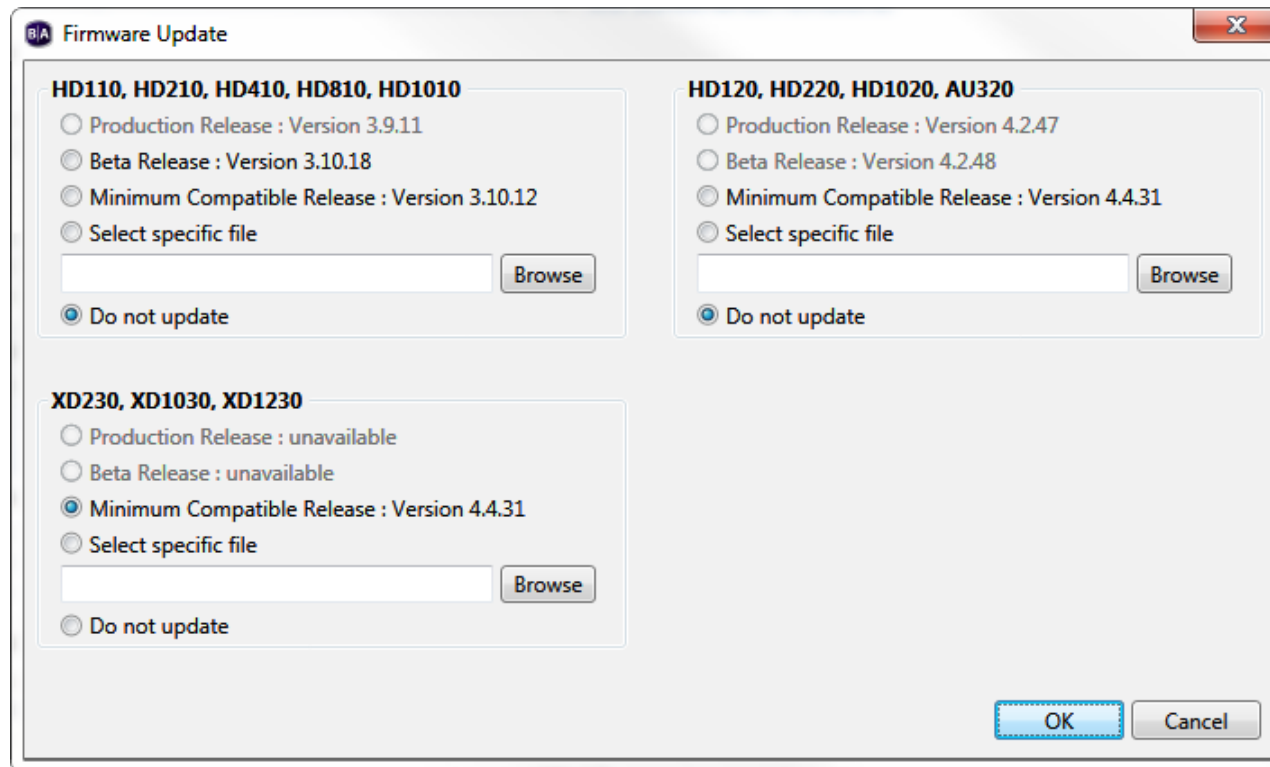 B|A Firmware Update
HD110, HD210, HD410, HD810, HD1010
Production Release : Version 3.9.11
Beta Release : Version 3.10.18
Minimum Compatible Release : Version 3.10.12
Select specific file
Browse
Do not update
HD120, HD220, HD1020, AU320
Production Release : Version 4.2.47
Beta Release : Version 4.2.48
Minimum Compatible Release : Version 4.4.31
Select specific file
Browse
Do not update
XD230, XD1030, XD1230
Production Release : unavailable
Beta Release : unavailable
Minimum Compatible Release : Version 4.4.31
Select specific file
Browse
Do not update
OK
Cancel